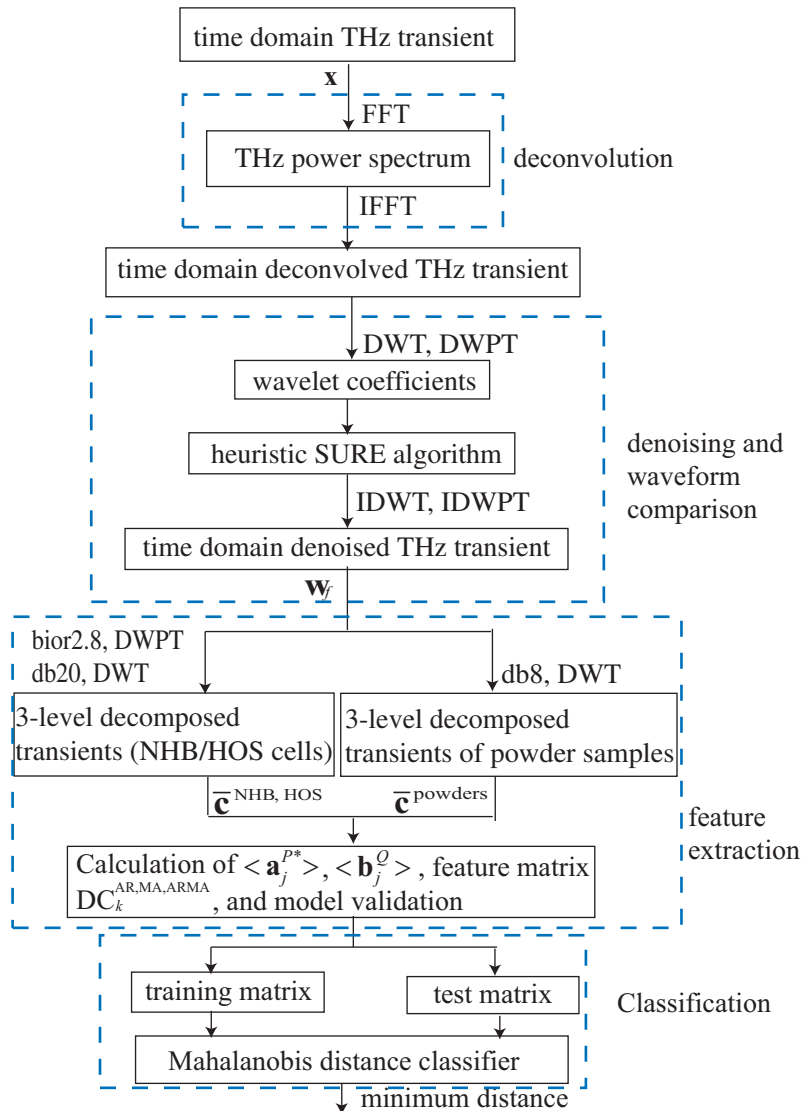 time domain THz transient
x
FFT
THz power spectrum
deconvolution
IFFT
time domain deconvolved THz transient
DWT, DWPT
wavelet coefficients
heuristic SURE algorithm
denoising and
waveform
comparison
IDWT, IDWPT
time domain denoised THz transient
w_f
bior2.8, DWPT
db20, DWT
db8, DWT
3-level decomposed
transients (NHB/HOS cells)
3-level decomposed
transients of powder samples
c̄^{NHB, HOS}
c̄^{powders}
feature
extraction
Calculation of < a_j^{P*} >, < b_j^Q > , feature matrix
DC_k^{AR,MA,ARMA} , and model validation
training matrix
test matrix
Classification
Mahalanobis distance classifier
minimum distance